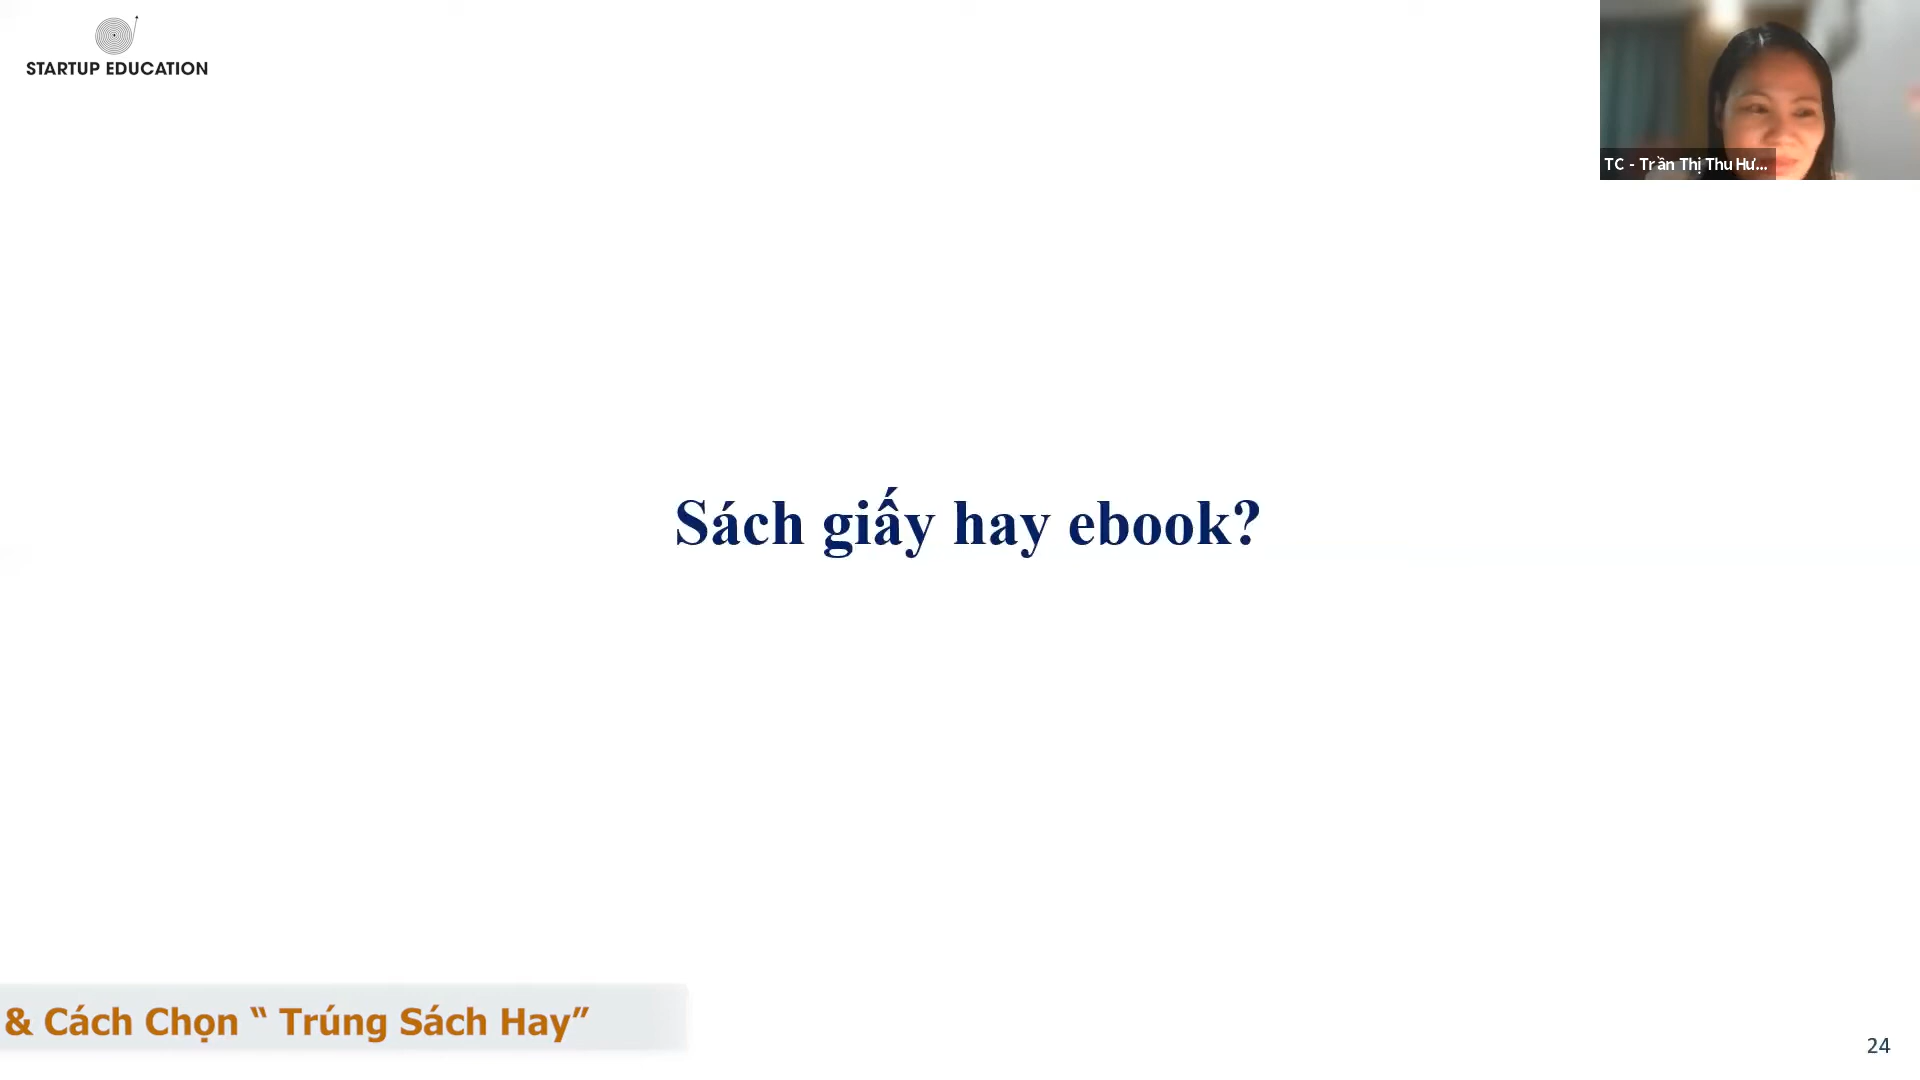 STARTUP EDUCATION
TC - Trần Thị Thu Hư...
Sách giấy hay ebook?
& Cách Chọn “ Trúng Sách Hay”
24